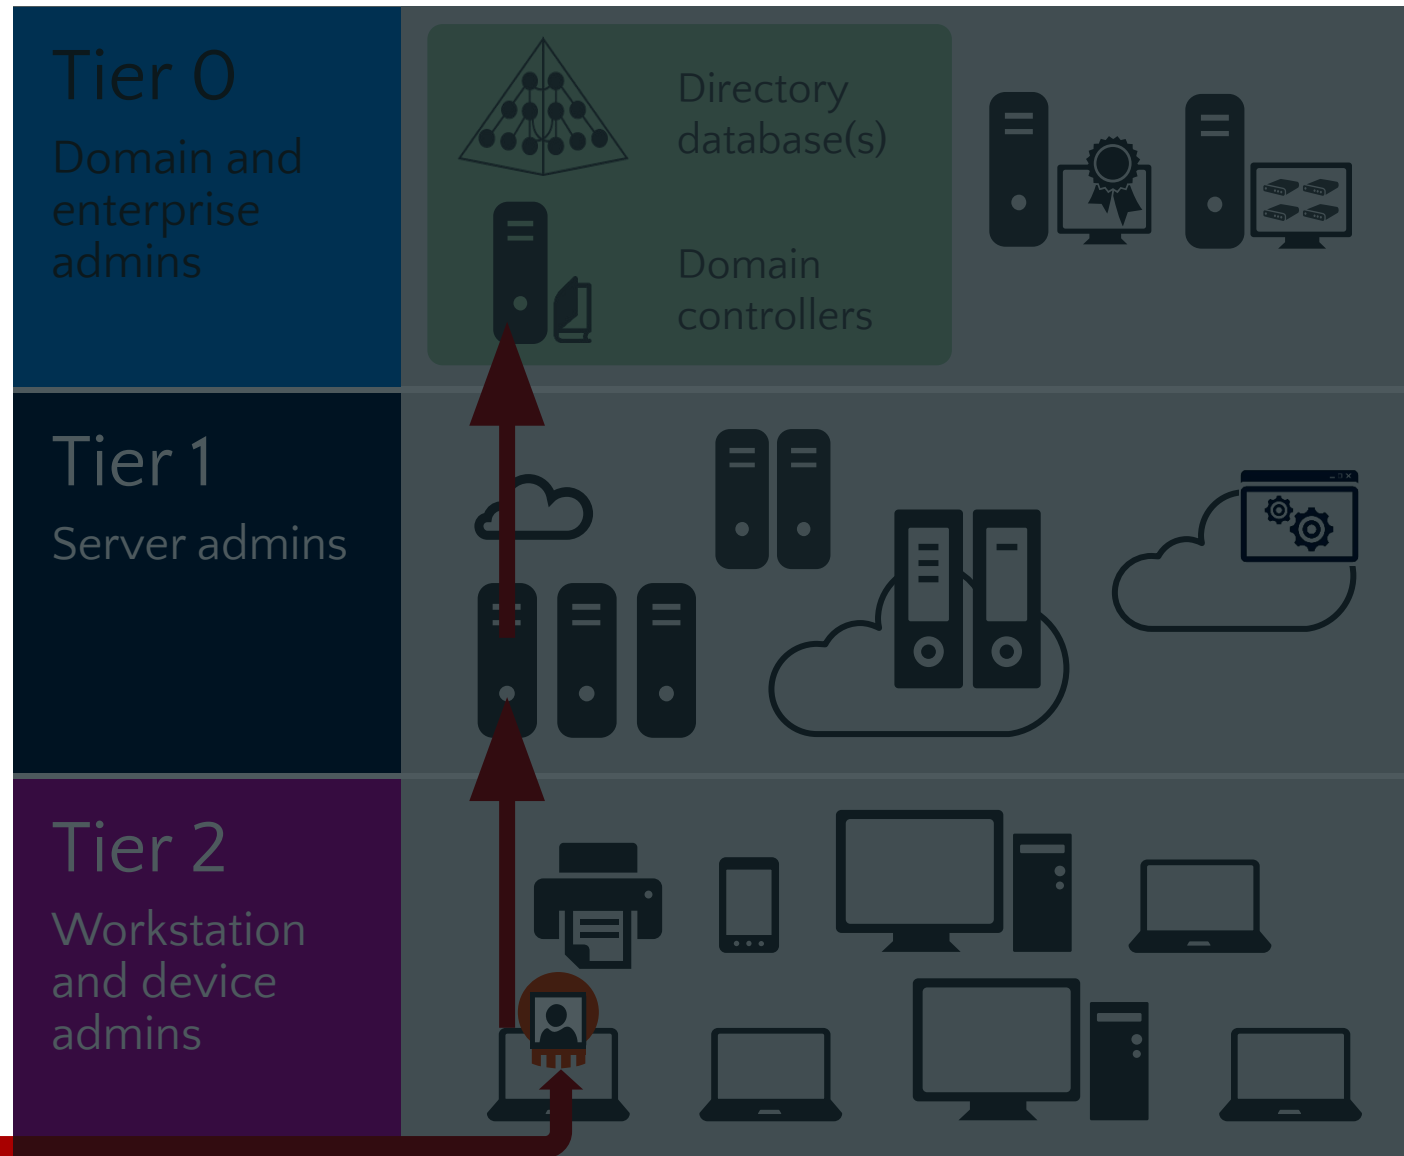 Tier 0
Domain and
enterprise
admins
Directory
database(s)
Domain
controllers
Tier 1
Server admins
Tier 2
Workstation
and device
admins